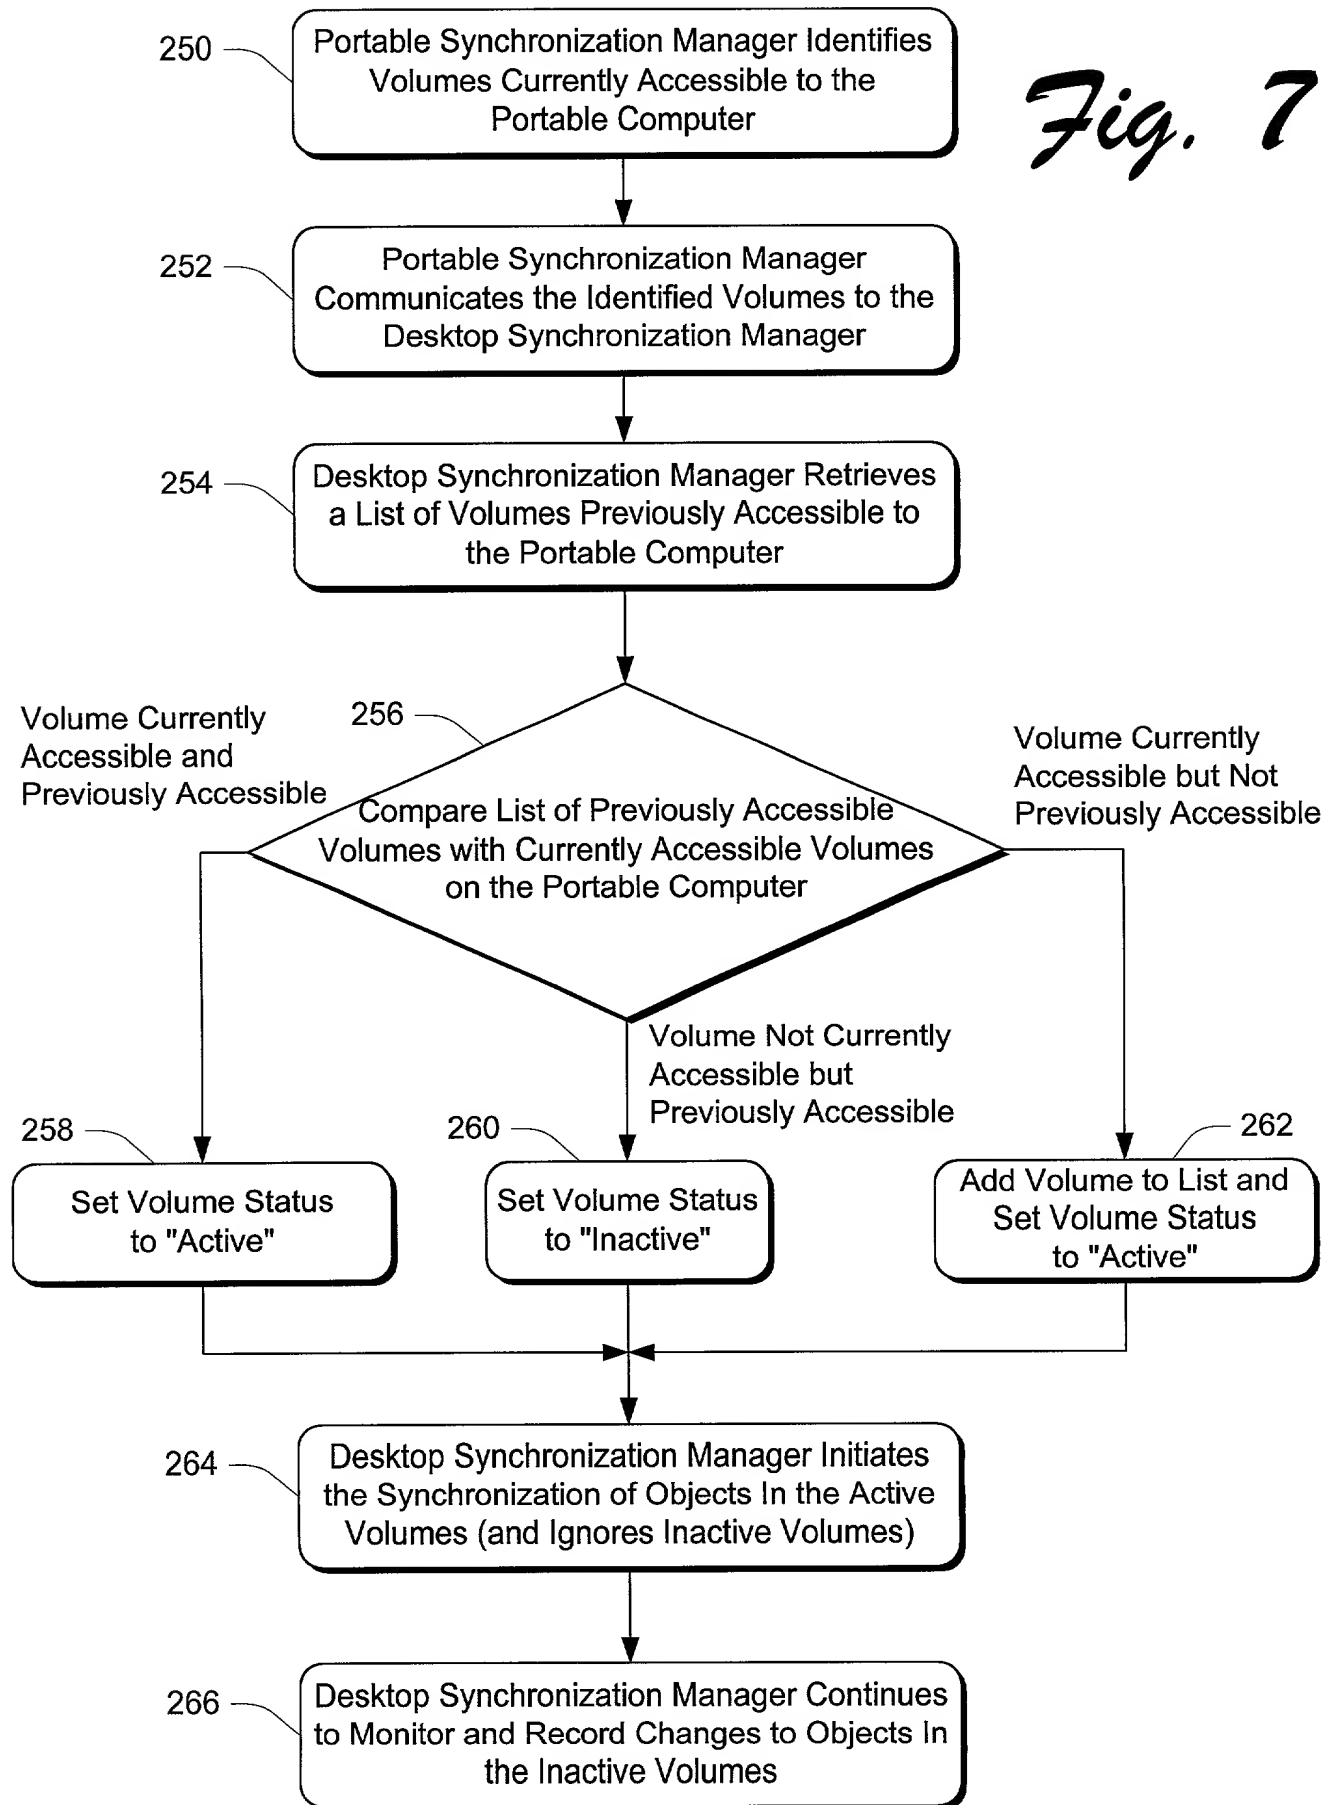 250
Portable Synchronization Manager Identifies
Volumes Currently Accessible to the
Portable Computer
Fig. 7
252
Portable Synchronization Manager
Communicates the Identified Volumes to the
Desktop Synchronization Manager
254
Desktop Synchronization Manager Retrieves
a List of Volumes Previously Accessible to
the Portable Computer
Volume Currently
Accessible and
Previously Accessible
256
Compare List of Previously Accessible
Volumes with Currently Accessible Volumes
on the Portable Computer
Volume Currently
Accessible but Not
Previously Accessible
Volume Not Currently
Accessible but
Previously Accessible
258
Set Volume Status
to "Active"
260
Set Volume Status
to "Inactive"
262
Add Volume to List and
Set Volume Status
to "Active"
264
Desktop Synchronization Manager Initiates
the Synchronization of Objects In the Active
Volumes (and Ignores Inactive Volumes)
266
Desktop Synchronization Manager Continues
to Monitor and Record Changes to Objects In
the Inactive Volumes